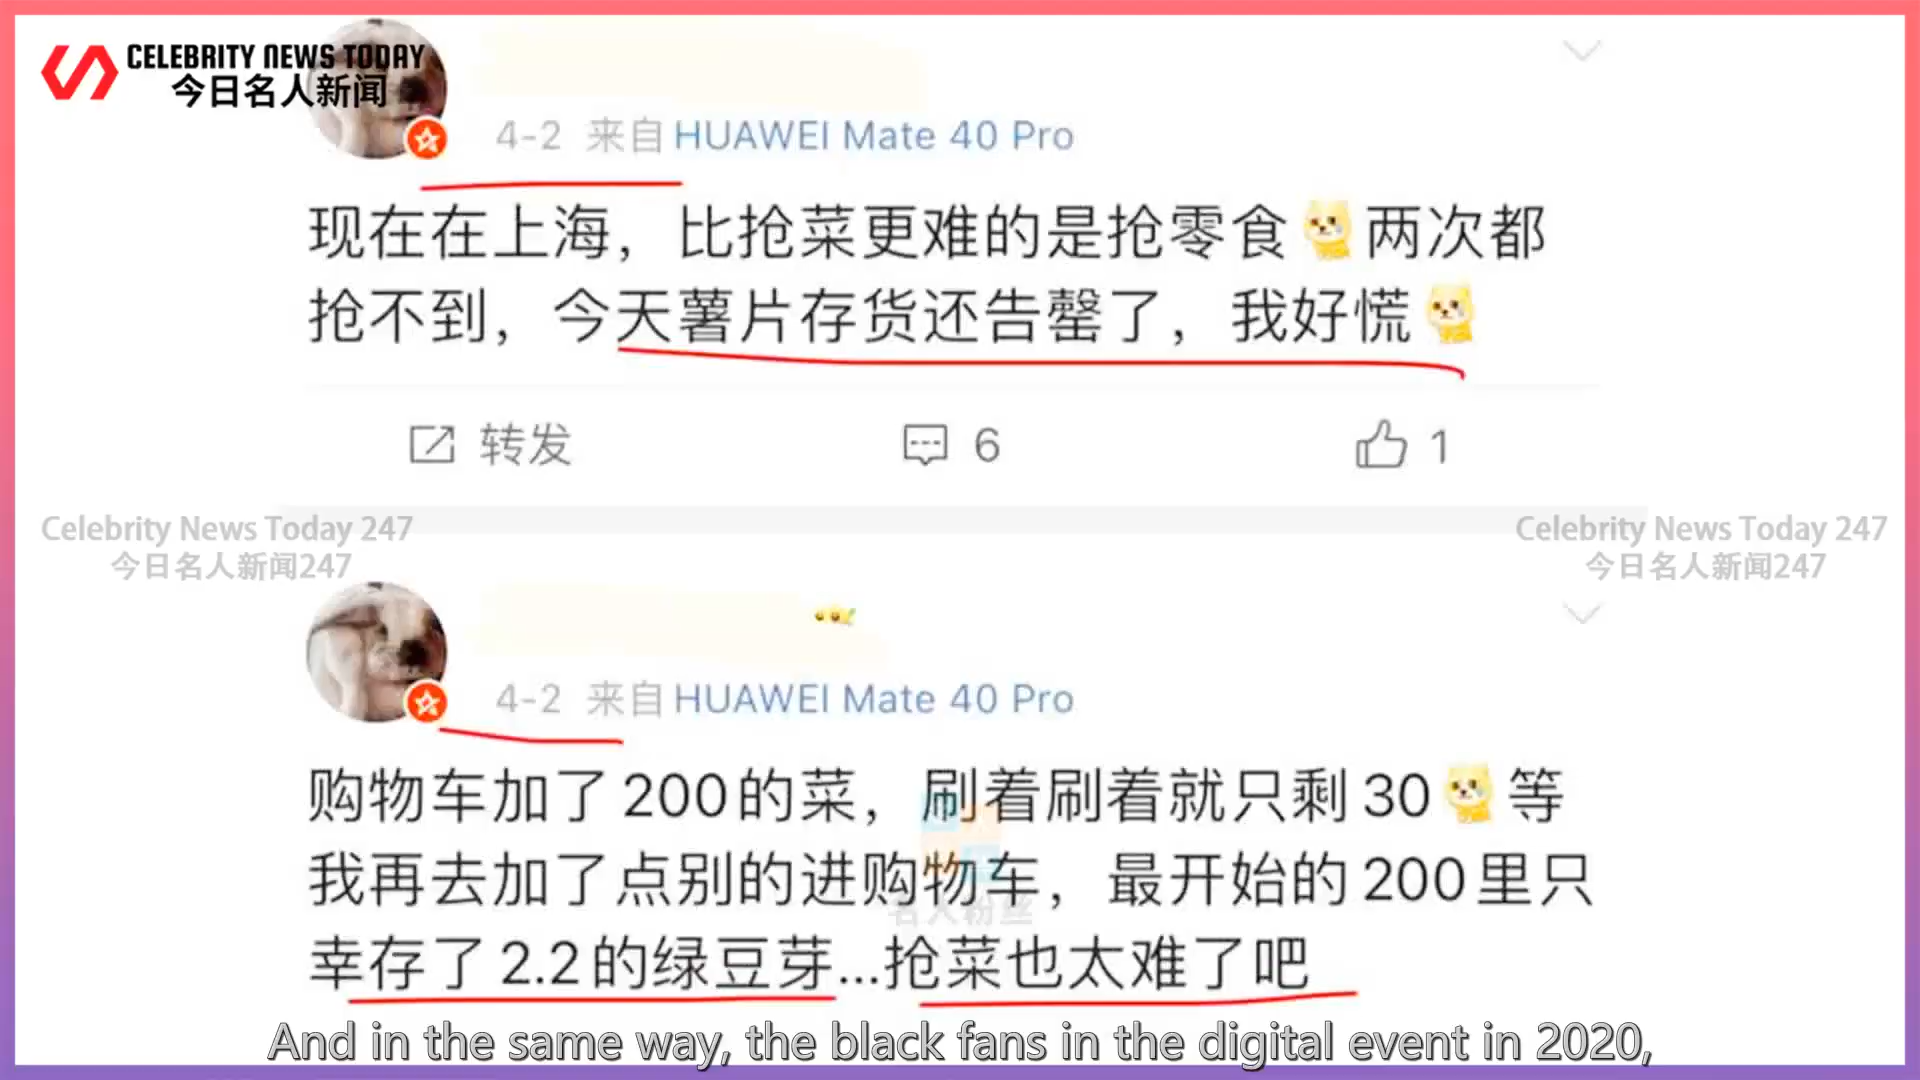 CELEBRITY NEWS TODAY
今日名人新闻
4-2 来自 HUAWEI Mate 40 Pro
现在在上海，比抢菜更难的是抢零食两次都
抢不到，今天薯片存货还告罄了，我好慌
转发 6 1
Celebrity News Today 247
今日名人新闻247
Celebrity News Today 247
今日名人新闻247
4-2 来自 HUAWEI Mate 40 Pro
购物车加了200的菜，刷着刷着就只剩30等
我再去加了点别的进购物车，最开始的200里只
名人粉丝
幸存了2.2的绿豆芽...抢菜也太难了吧
And in the same way, the black fans in the digital event in 2020,